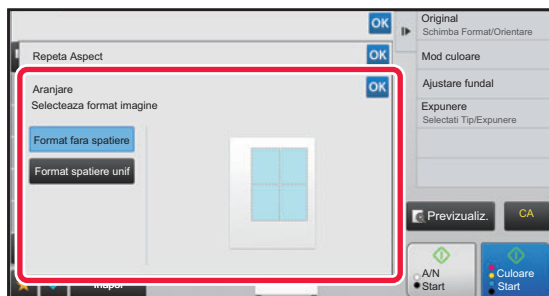 OK
Repeta Aspect
OK
Aranjare
OK
Selecteaza format imagine
Format fara spatiere
Format spatiere unif
Original
Schimba Format/Orientare
Mod culoare
Ajustare fundal
Expunere
Selectati Tip/Expunere
Previzualiz.
CA
A/N
Start
Culoare
Start